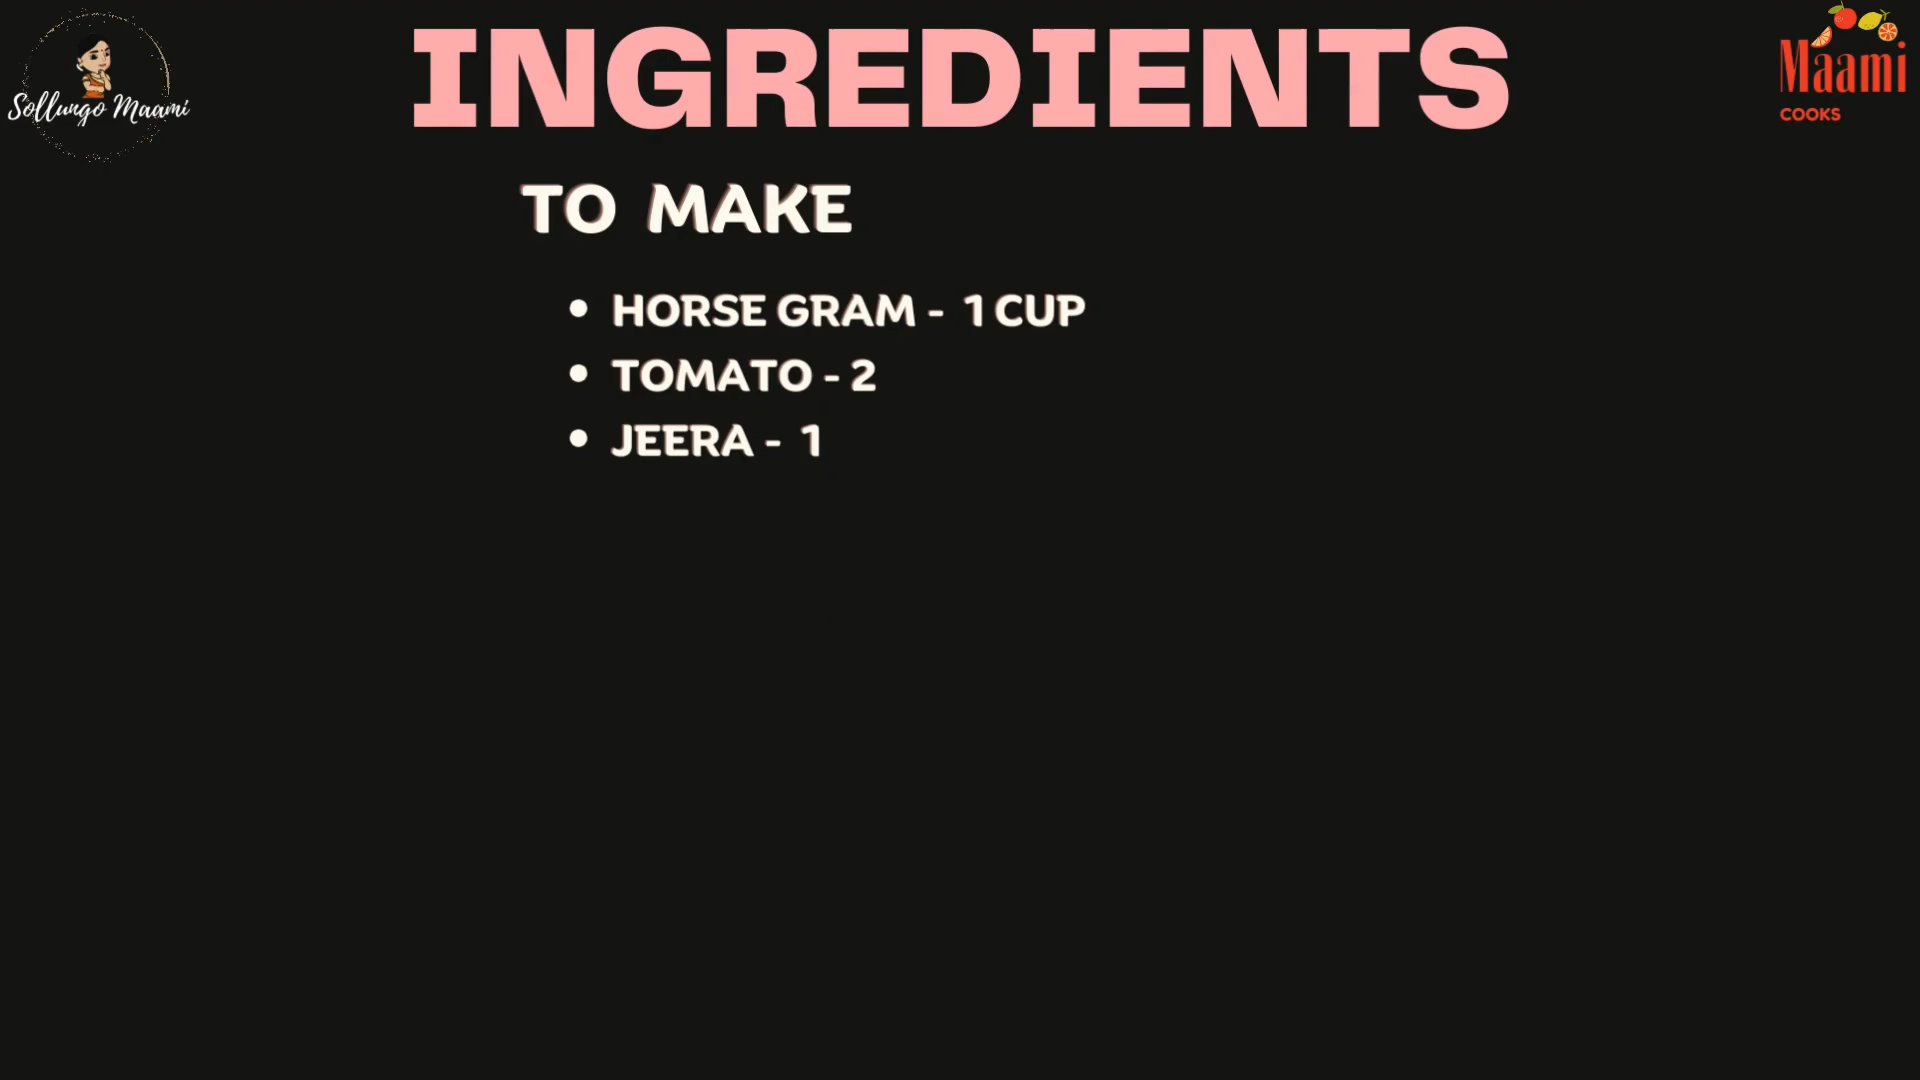 INGREDIENTS
Sollungo Maami
Maami
COOKS
TO MAKE
• HORSE GRAM - 1 CUP
• TOMATO - 2
• JEERA - 1